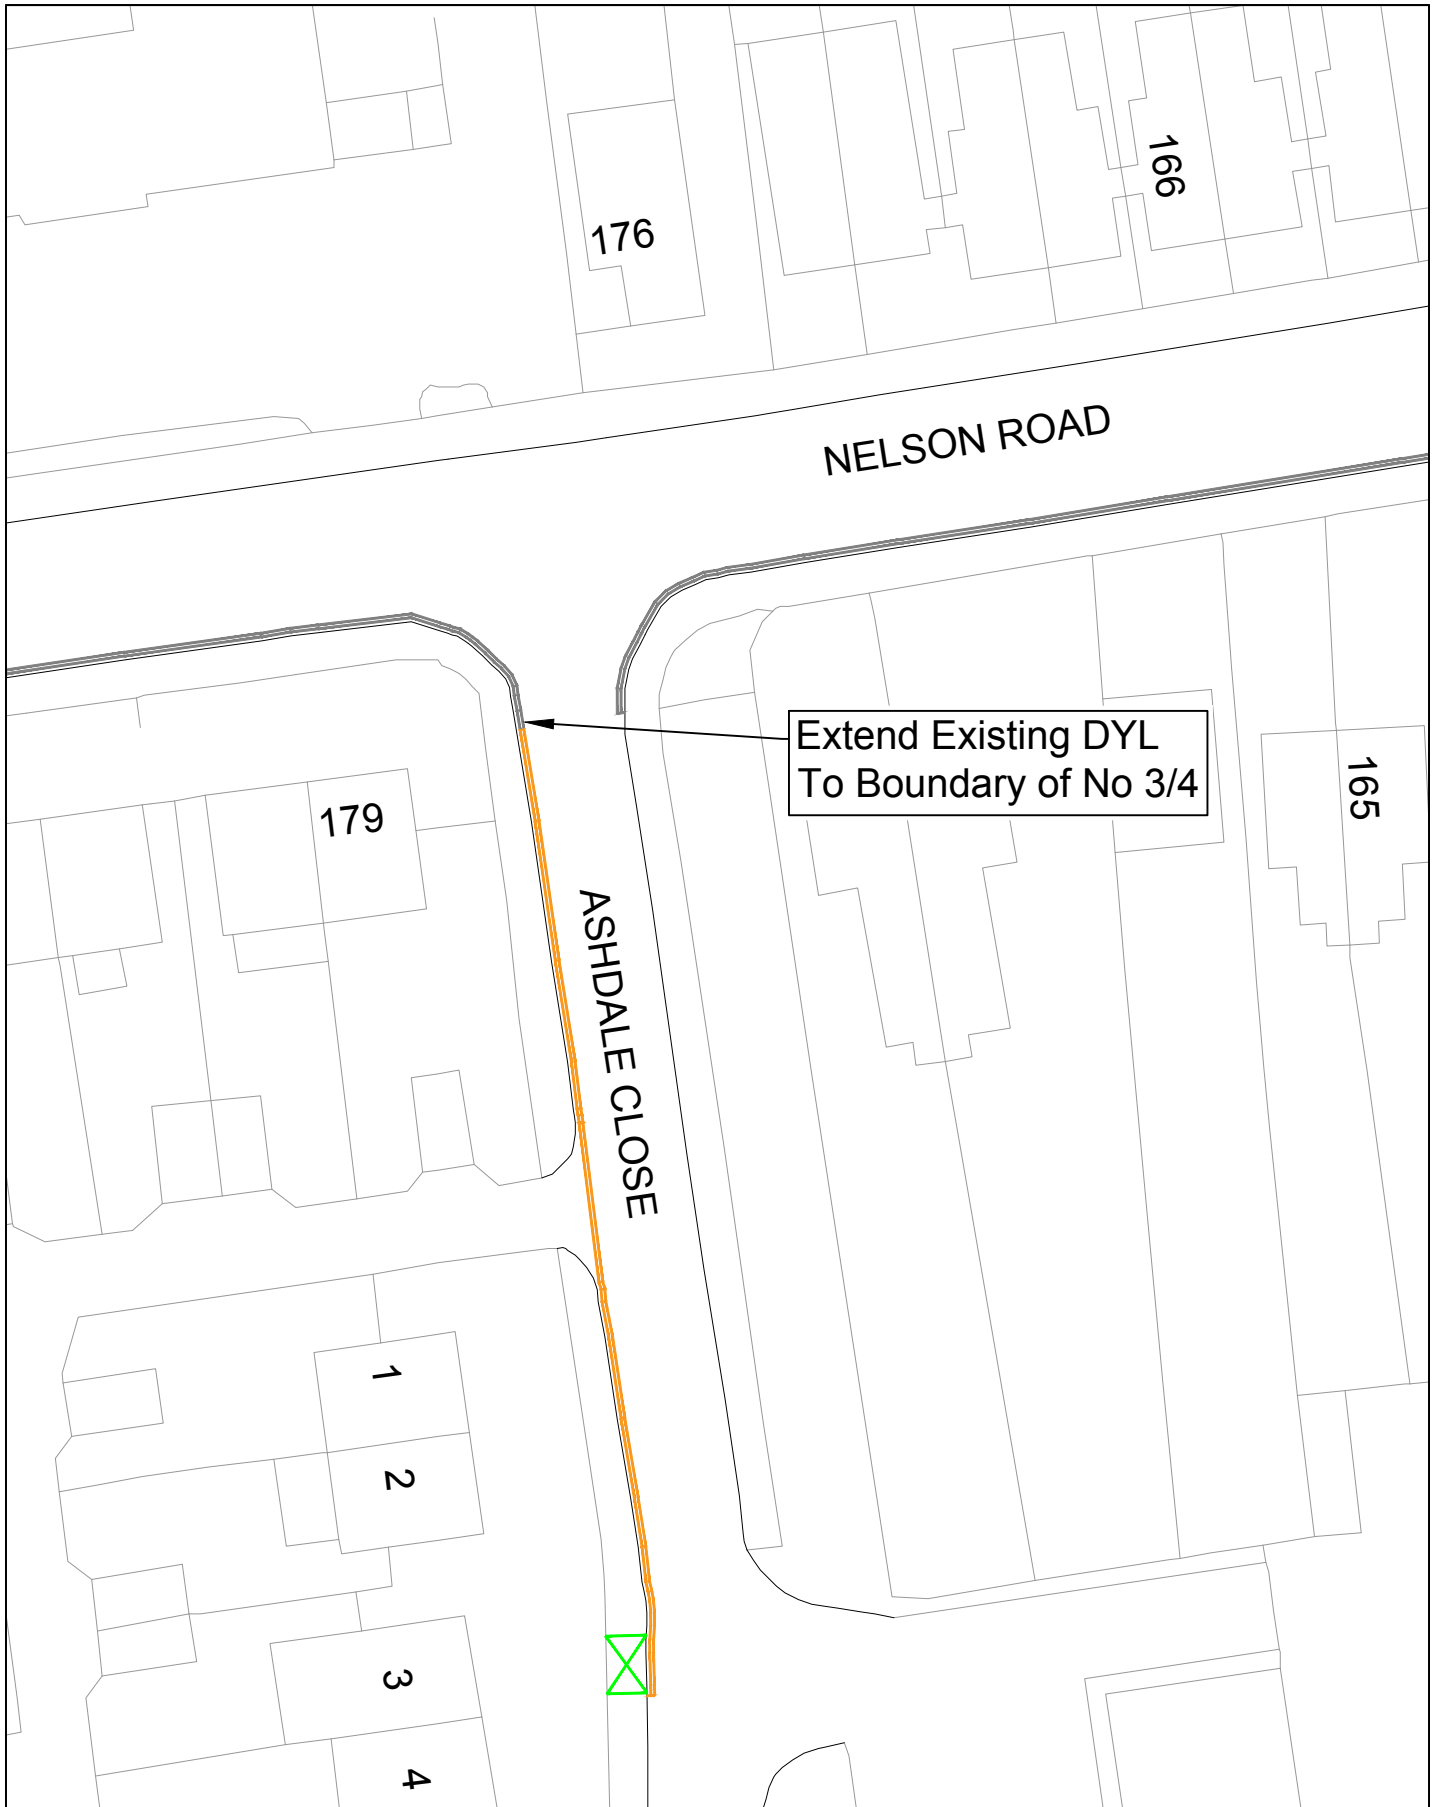 166
176
NELSON ROAD
Extend Existing DYL
To Boundary of No 3/4
165
179
ASHDALE CLOSE
1
2
3
4